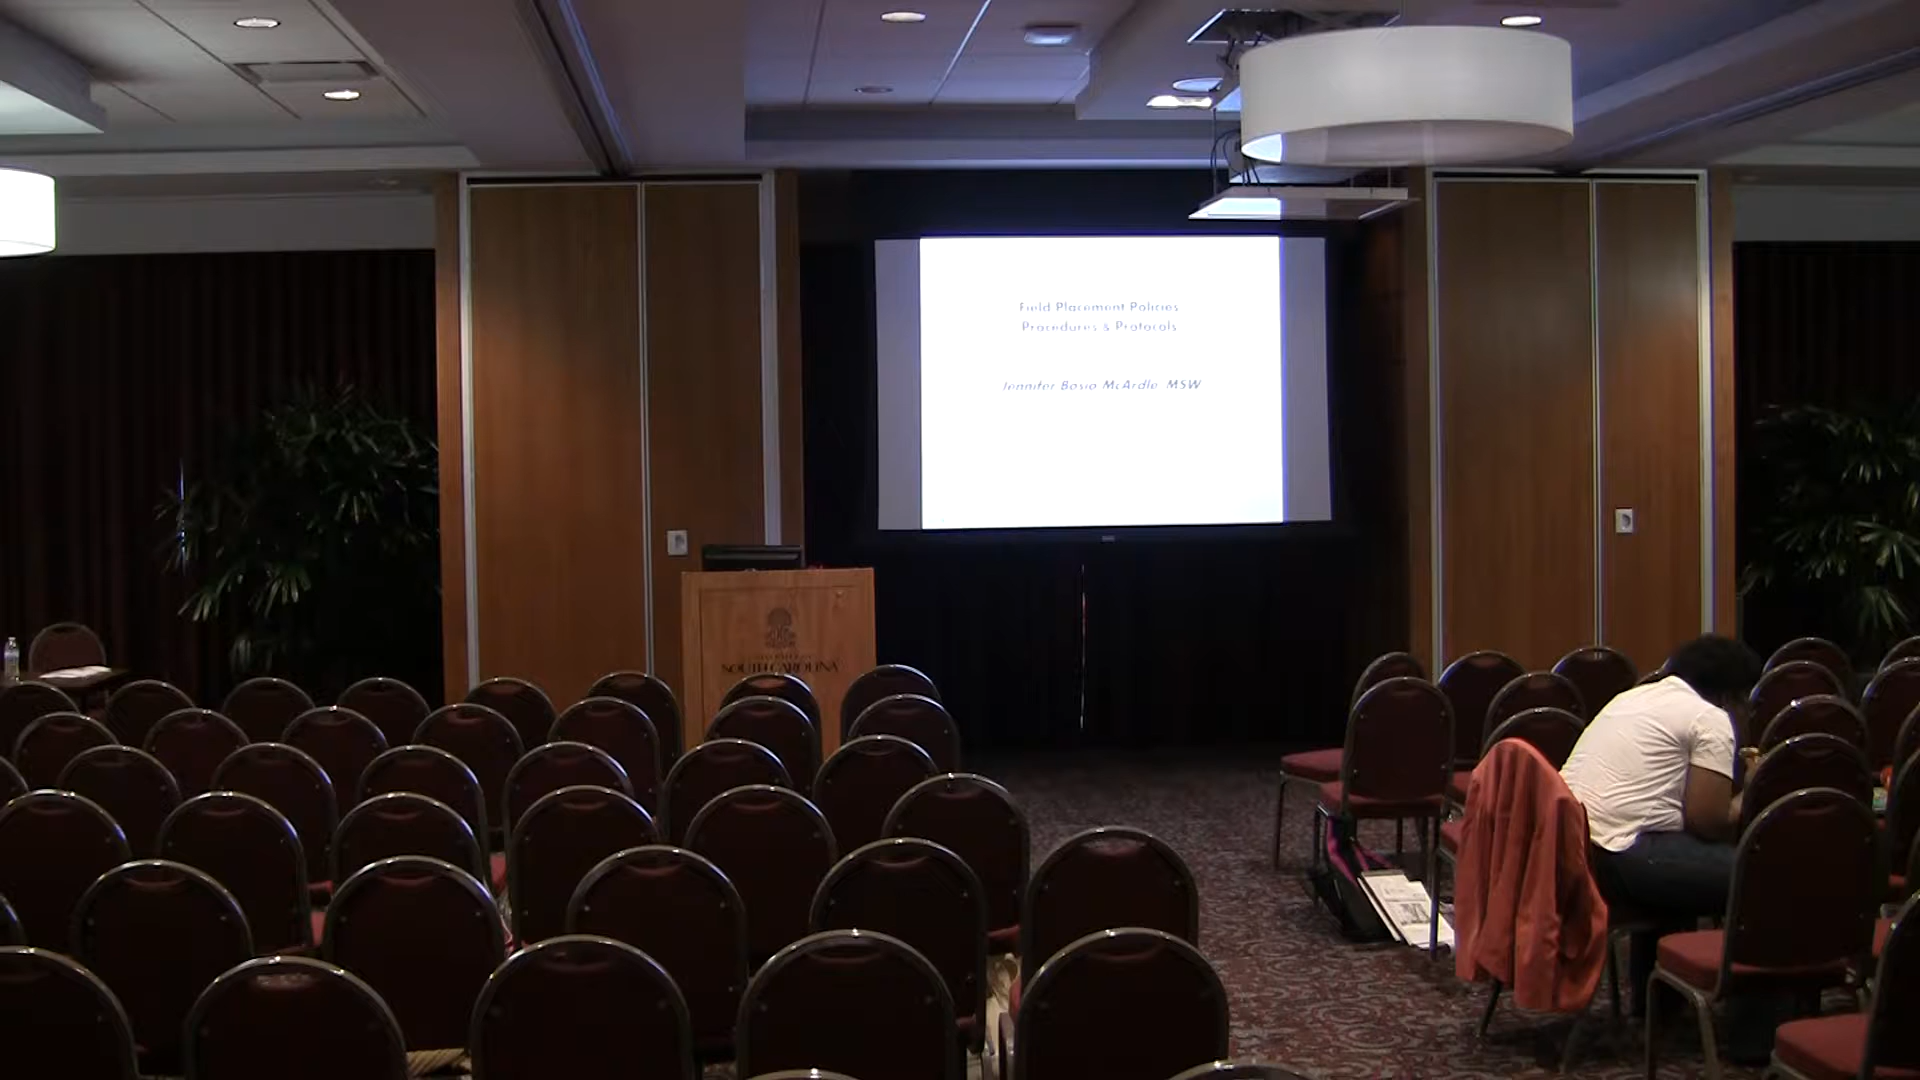 Field Placement Policies
Procedures & Protocols
Jennifer Bosio McArdle MSW
SOUTH CAROLINA